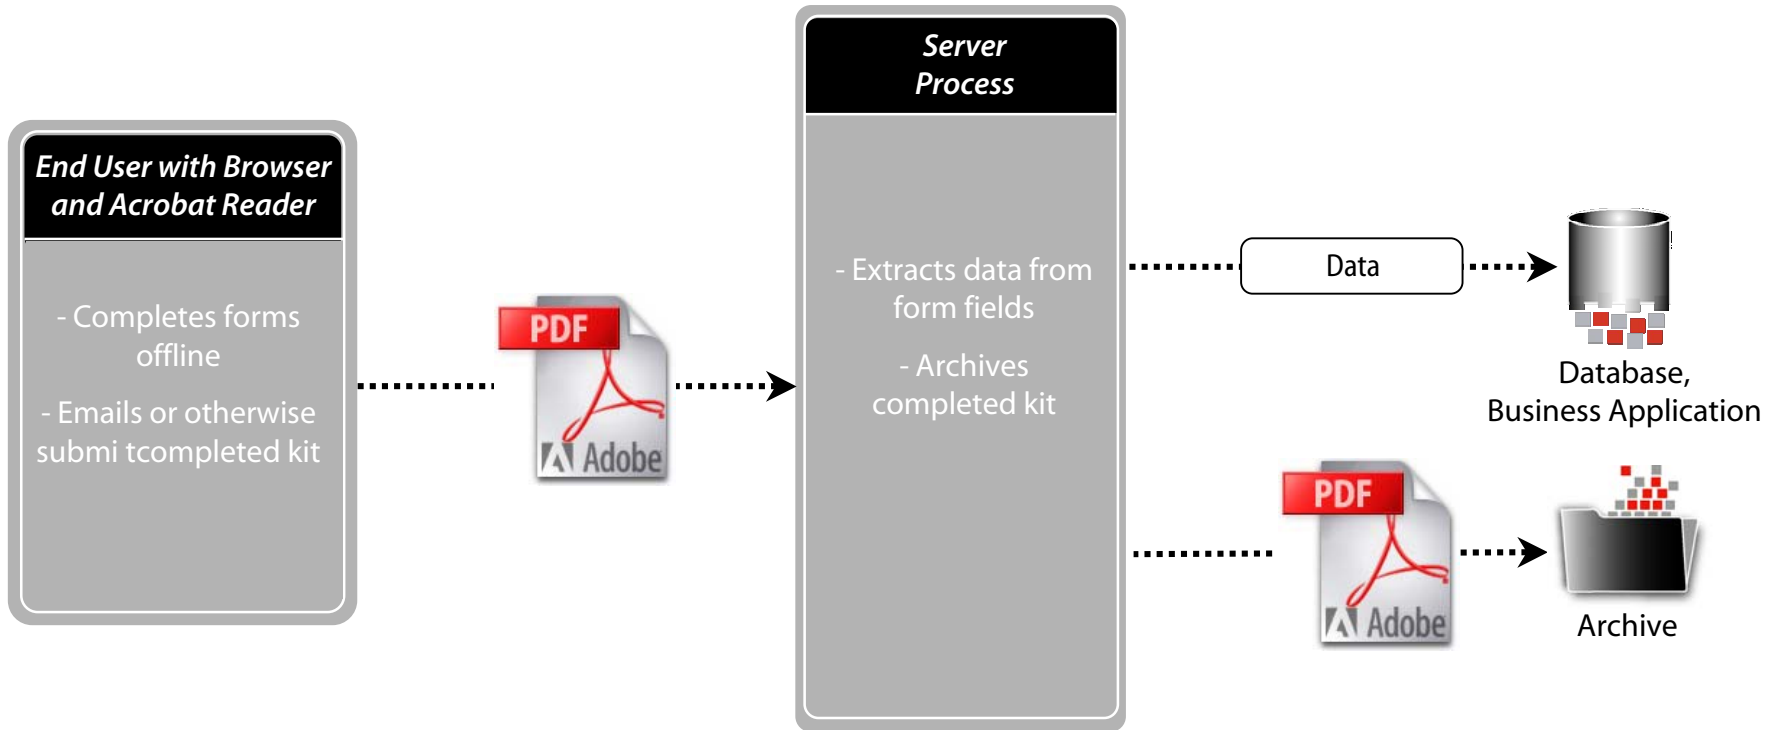 End User with Browser
and Acrobat Reader
- Completes forms
offline
- Emails or otherwise
submi tcompleted kit
PDF
Adobe
Server
Process
- Extracts data from
form fields
- Archives
completed kit
Data
Database,
Business Application
PDF
Adobe
Archive